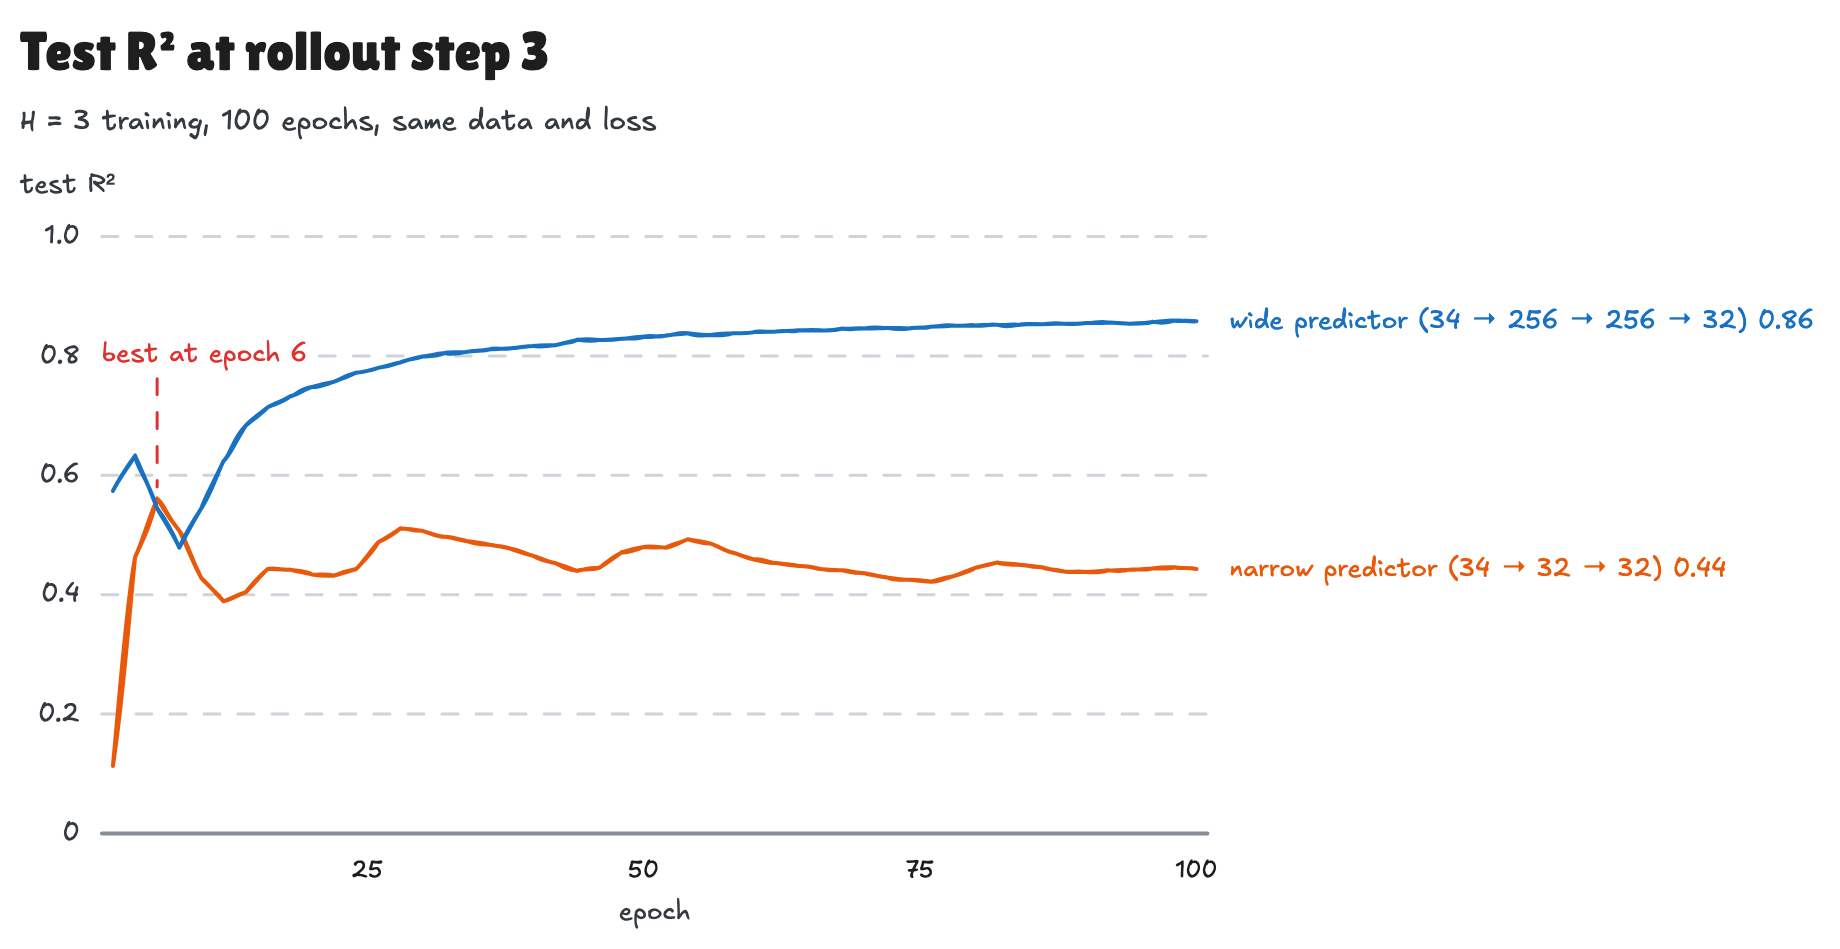 Test R² at rollout step 3
H = 3 training, 100 epochs, same data and loss
test R²
1.0
wide predictor (34 → 256 → 256 → 32) 0.86
best at epoch 6
0.8
0.6
narrow predictor (34 → 32 → 32) 0.44
0.4
0.2
0
25 50 75 100
epoch